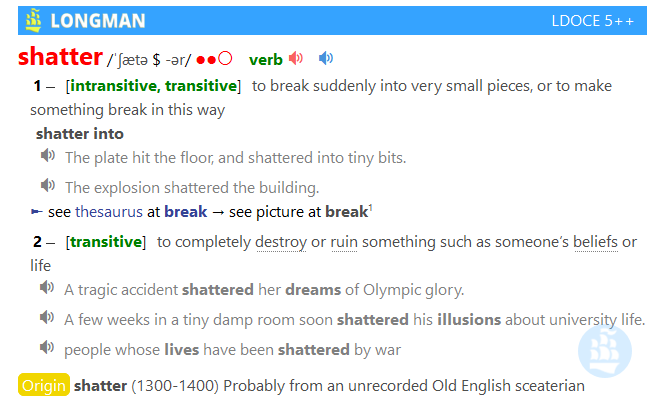 LONGMAN LDOCE 5++
shatter /ˈʃætə $ -ər/ ●●○ verb
1 – [intransitive, transitive] to break suddenly into very small pieces, or to make
something break in this way
shatter into
The plate hit the floor, and shattered into tiny bits.
The explosion shattered the building.
➽ see thesaurus at break → see picture at break1
2 – [transitive] to completely destroy or ruin something such as someone’s beliefs or
life
A tragic accident shattered her dreams of Olympic glory.
A few weeks in a tiny damp room soon shattered his illusions about university life.
people whose lives have been shattered by war
Origin shatter (1300-1400) Probably from an unrecorded Old English sceaterian